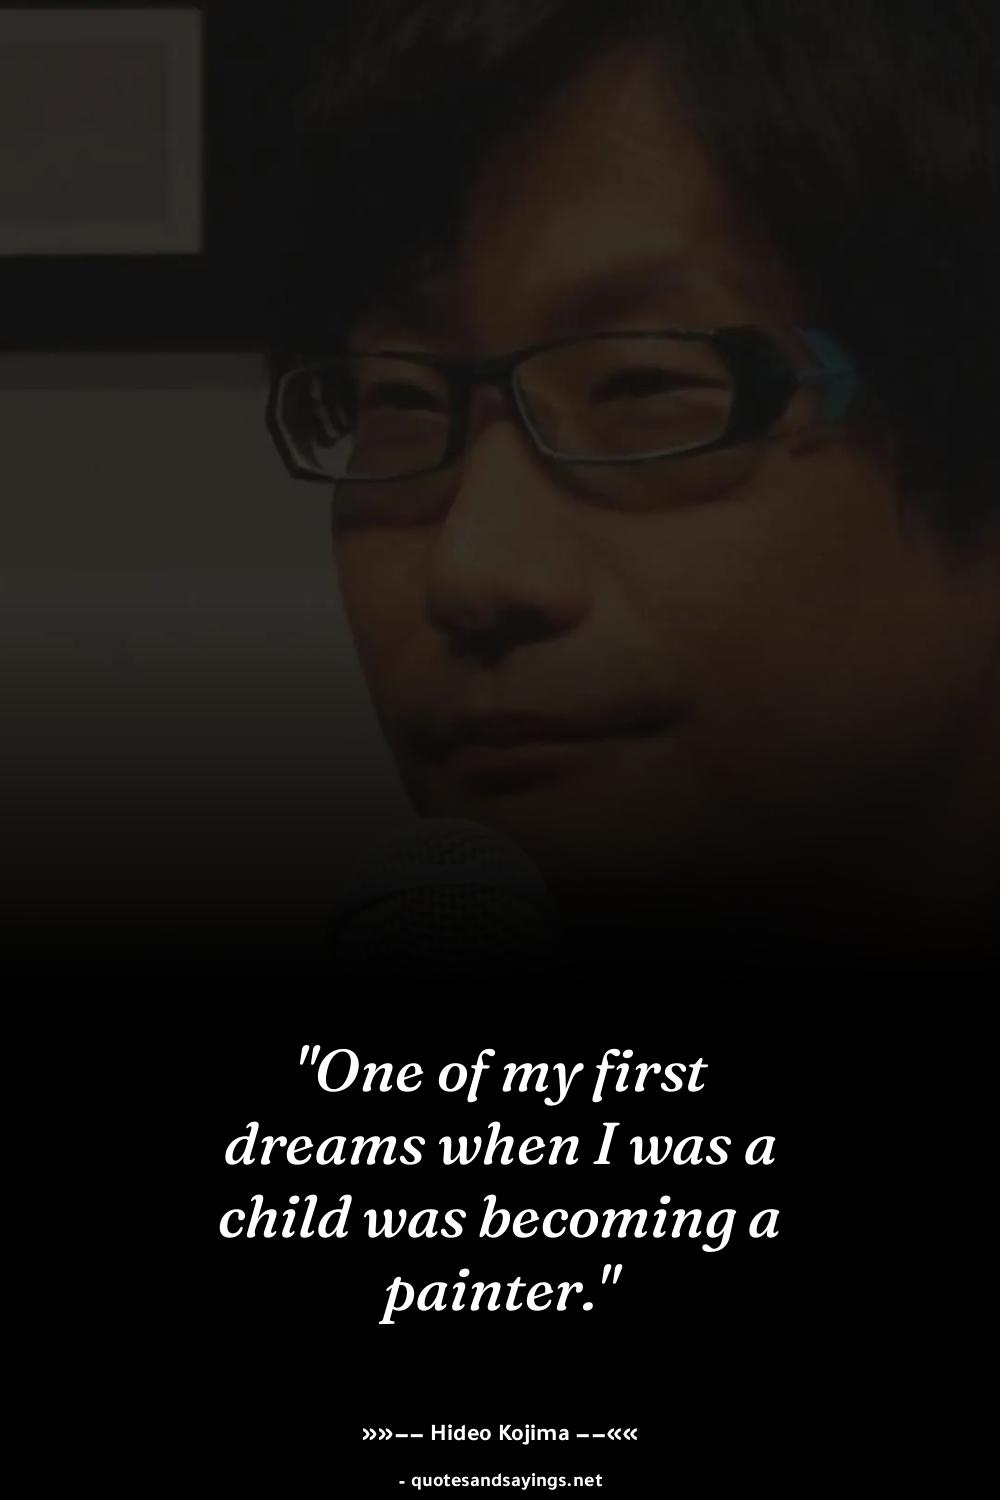 "One of my first
dreams when I was a
child was becoming a
painter."
»»−− Hideo Kojima −−««
- quotesandsayings.net